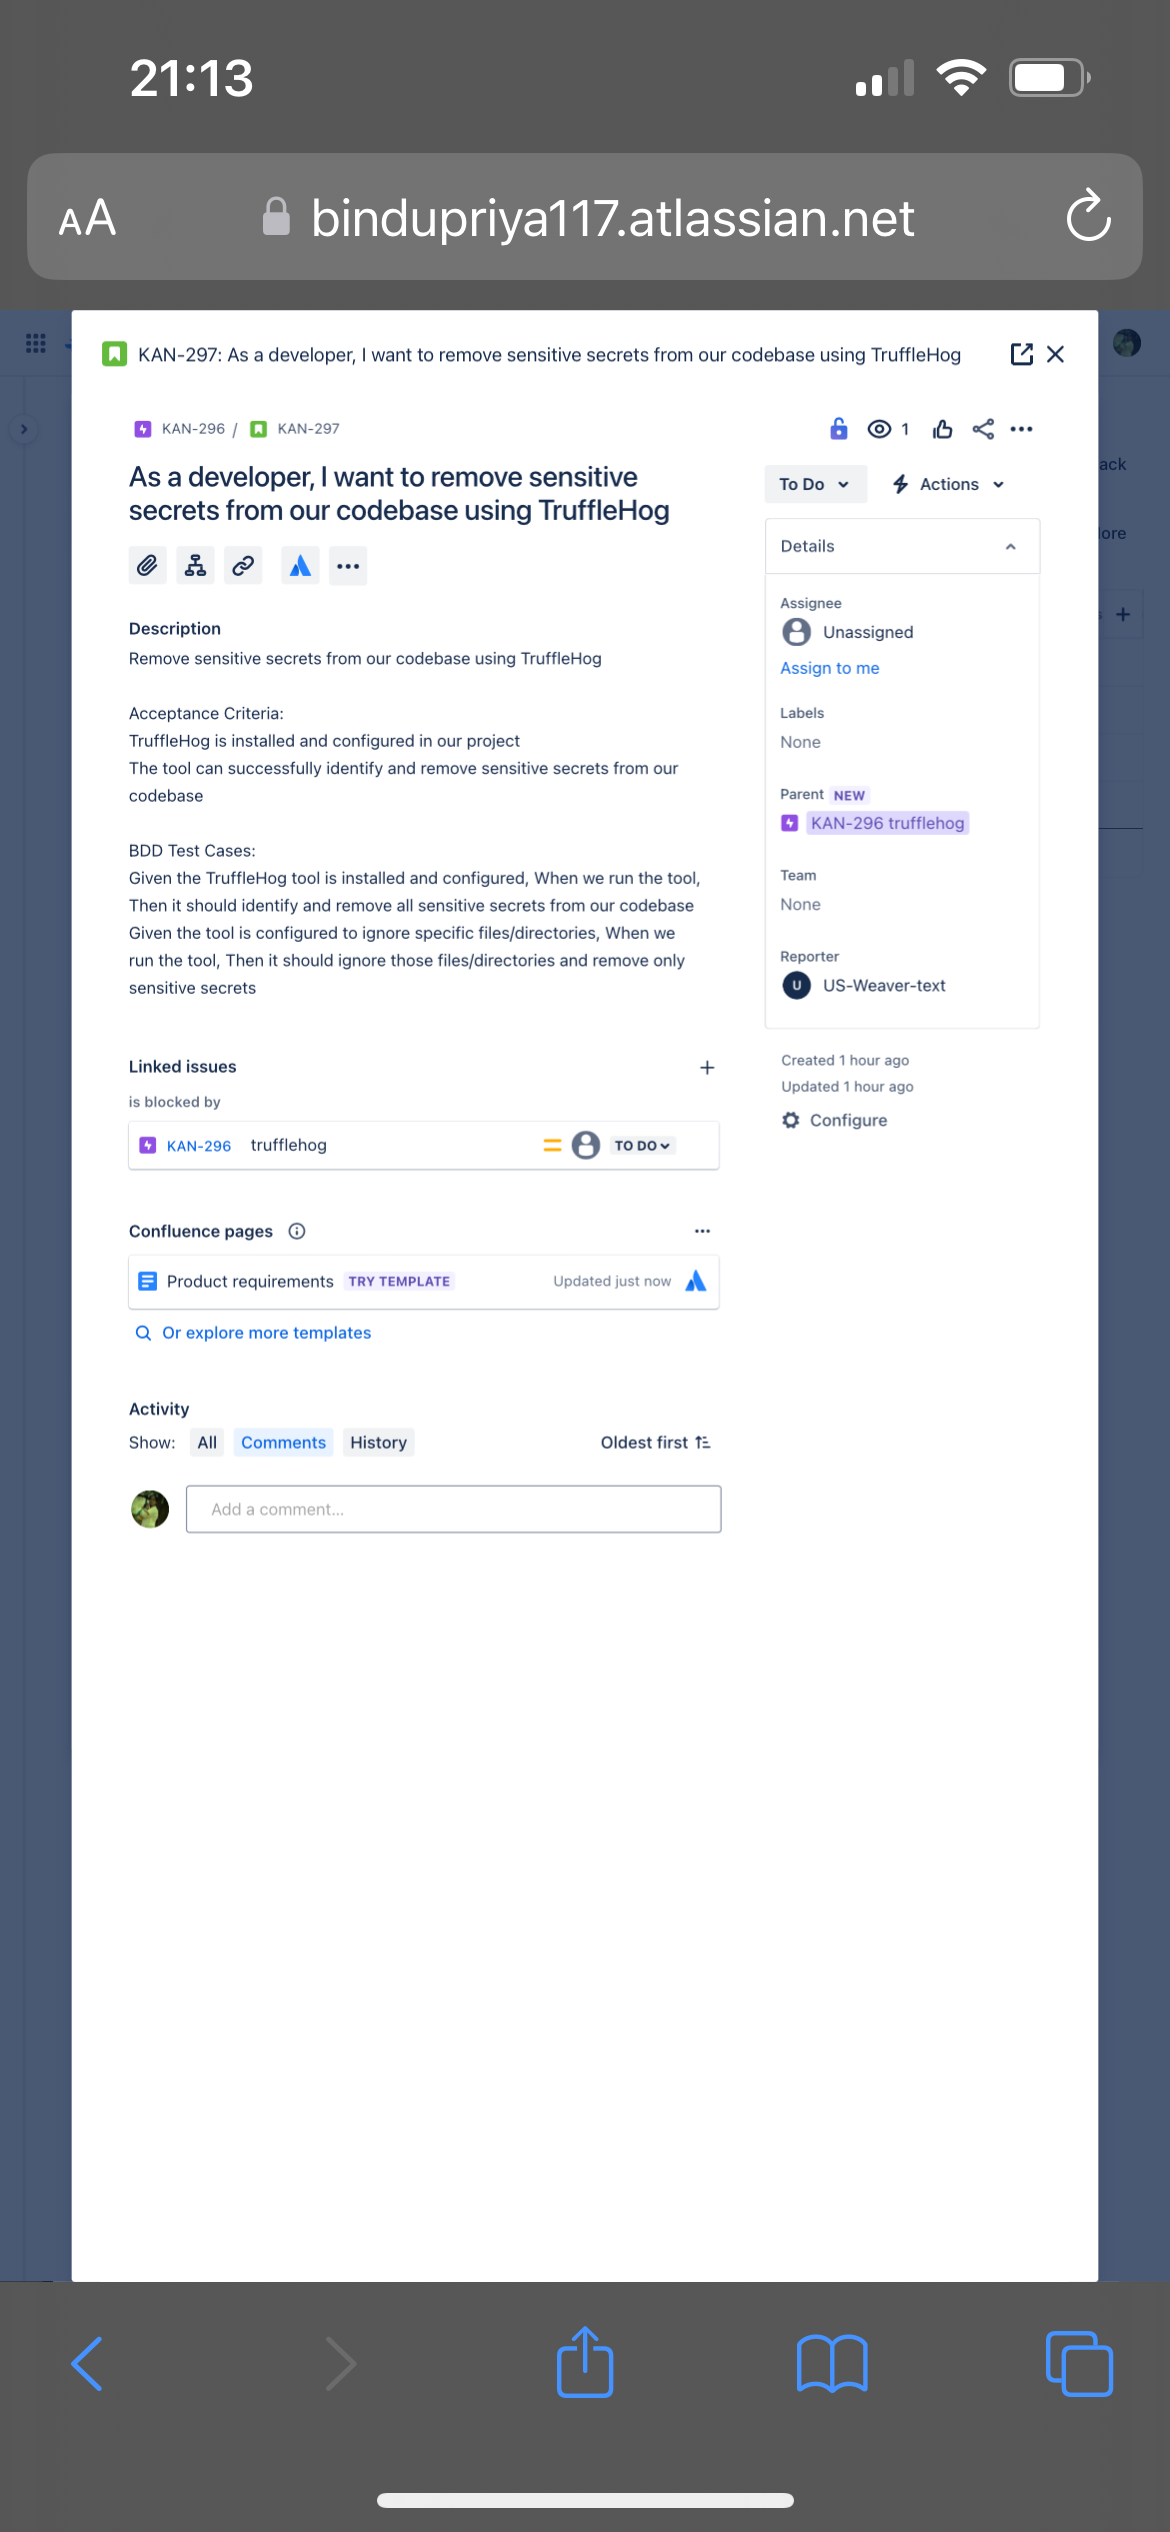 21:13
AA bindupriya117.atlassian.net
KAN-297: As a developer, I want to remove sensitive secrets from our codebase using TruffleHog
KAN-296 / KAN-297
1
As a developer, I want to remove sensitive
secrets from our codebase using TruffleHog
Description
Remove sensitive secrets from our codebase using TruffleHog
Acceptance Criteria:
TruffleHog is installed and configured in our project
The tool can successfully identify and remove sensitive secrets from our
codebase
BDD Test Cases:
Given the TruffleHog tool is installed and configured, When we run the tool,
Then it should identify and remove all sensitive secrets from our codebase
Given the tool is configured to ignore specific files/directories, When we
run the tool, Then it should ignore those files/directories and remove only
sensitive secrets
Linked issues
is blocked by
KAN-296 trufflehog TO DO
Confluence pages
Product requirements TRY TEMPLATE Updated just now
Or explore more templates
Activity
Show: All Comments History Oldest first
Add a comment...
To Do Actions
Details
Assignee
Unassigned
Assign to me
Labels
None
Parent NEW
KAN-296 trufflehog
Team
None
Reporter
U US-Weaver-text
Created 1 hour ago
Updated 1 hour ago
Configure